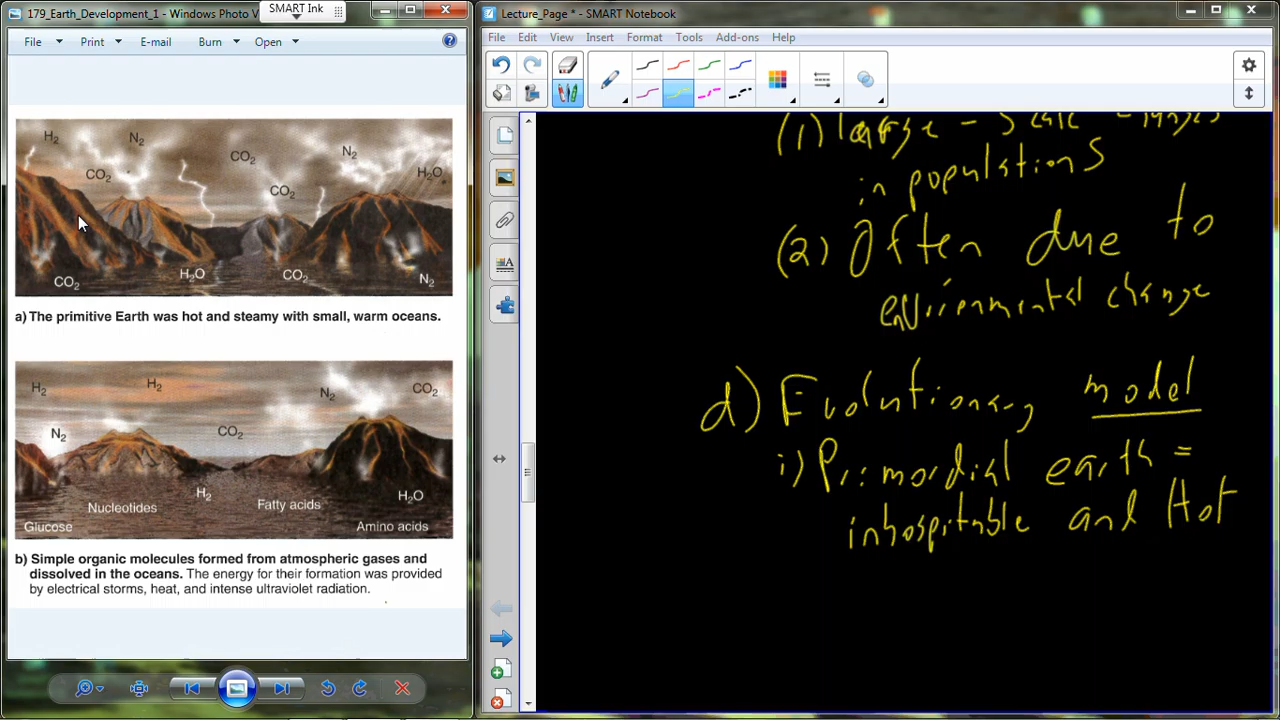 179_Earth_Development_1 - Windows Photo V
SMART Ink
File Print E-mail Burn Open
H2 N2 CO2 N2
CO2 CO2 H2O
CO2 H2O CO2 N2
a) The primitive Earth was hot and steamy with small, warm oceans.
H2 H2 N2 CO2
N2 CO2
Nucleotides H2 Fatty acids H2O
Glucose Amino acids
b) Simple organic molecules formed from atmospheric gases and
dissolved in the oceans. The energy for their formation was provided
by electrical storms, heat, and intense ultraviolet radiation.
Lecture_Page * - SMART Notebook
File Edit View Insert Format Tools Add-ons Help
(1) large - Scale changes
in populations
(2) Often due to
enviornmental change
d) Evolutionary model
i) Primordial earth =
inhospitable and Hot